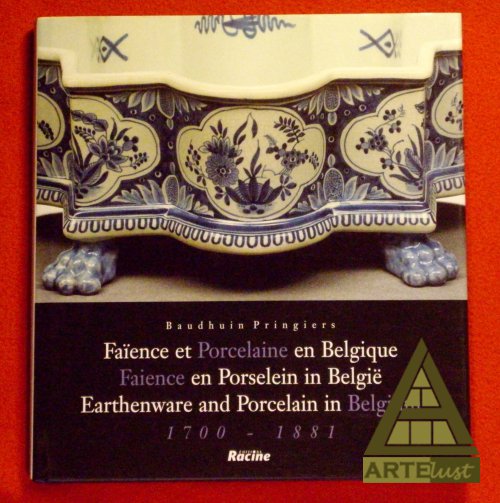 Baudhuin Pringiers
Faïence et Porcelaine en Belgique
Faience en Porselein in België
Earthenware and Porcelain in
1700 - 1881
EDITIONS
Racine
ARTElust